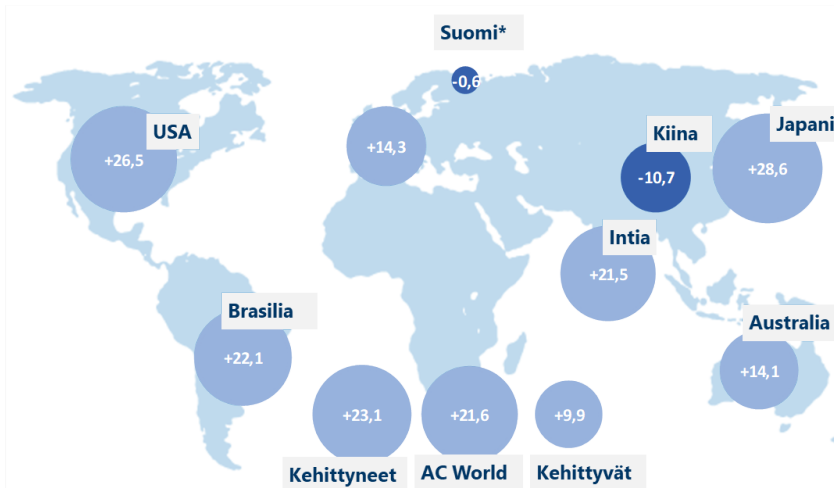 Suomi*
-0,6
USA
+26,5
+14,3
Kiina
-10,7
Japani
+28,6
Intia
+21,5
Brasilia
+22,1
Australia
+14,1
+23,1
+21,6
+9,9
Kehittyneet
AC World
Kehittyvät